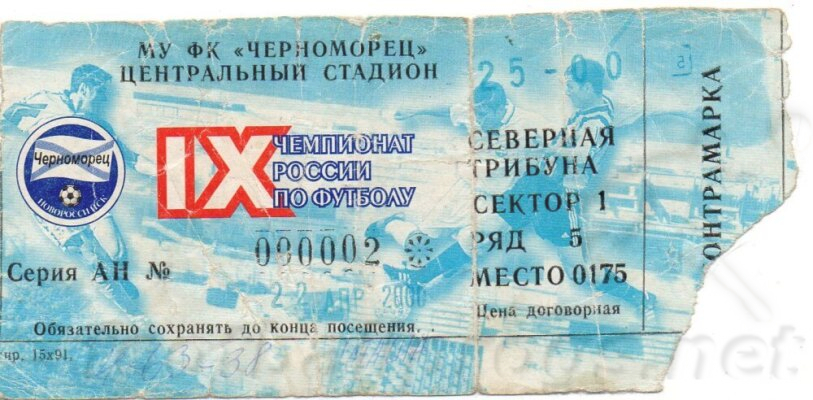 МУ ФК «ЧЕРНОМОРЕЦ»
ЦЕНТРАЛЬНЫЙ СТАДИОН
25-00
Черноморец
НОВОРОССИЙСК
IX ЧЕМПИОНАТ
РОССИИ
ПО ФУТБОЛУ
СЕВЕРНАЯ
ТРИБУНА
СЕКТОР 1
РЯД 5
МЕСТО 0175
Цена договорная
Серия АН № 080002
22 АПР 2000
Обязательно сохранять до конца посещения.
15х91.
ОНТРАМАРКА